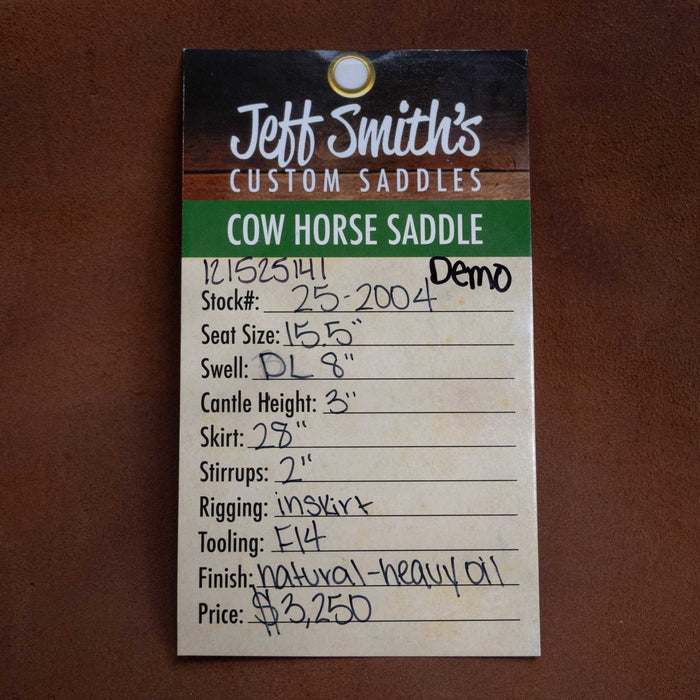 Jeff Smith's
CUSTOM SADDLES
COW HORSE SADDLE
121525141 Demo
Stock#: 25-2004
Seat Size: 15.5"
Swell: DL 8"
Cantle Height: 3"
Skirt: 28"
Stirrups: 2"
Rigging: inskirt
Tooling: F14
Finish: natural-heavy oil
Price: $3,250